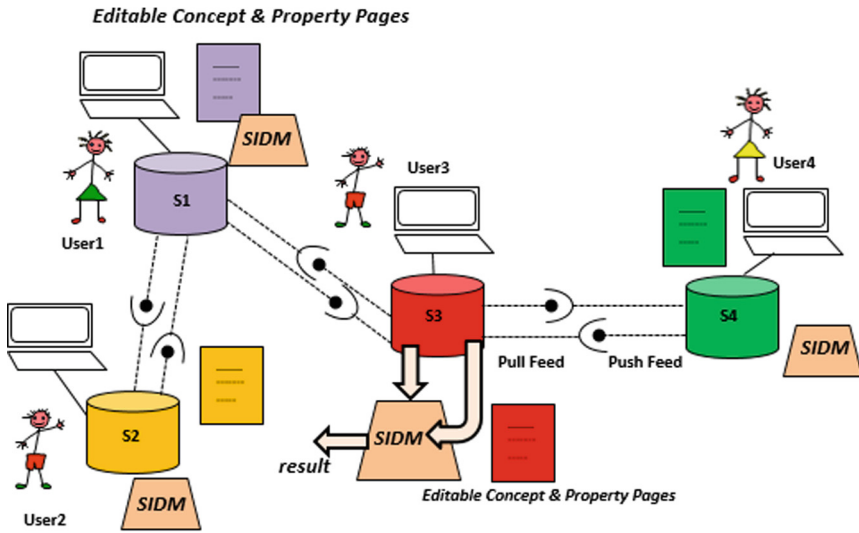 Editable Concept & Property Pages
SIDM
S1
User1
User3
User4
S3
S4
Pull Feed
Push Feed
SIDM
S2
SIDM
result
Editable Concept & Property Pages
SIDM
User2